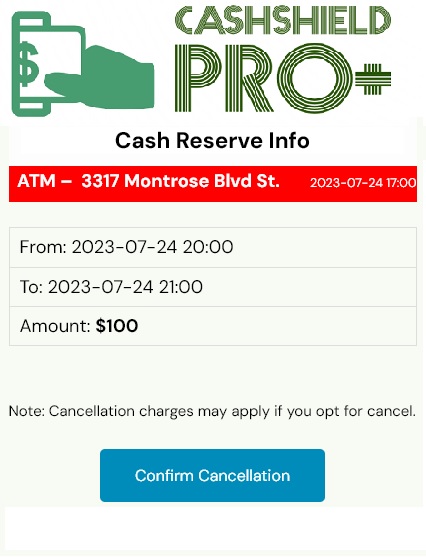 CASHSHIELD
PRO+
$
Cash Reserve Info
ATM – 3317 Montrose Blvd St. 2023-07-24 17:00
From: 2023-07-24 20:00
To: 2023-07-24 21:00
Amount: $100
Note: Cancellation charges may apply if you opt for cancel.
Confirm Cancellation